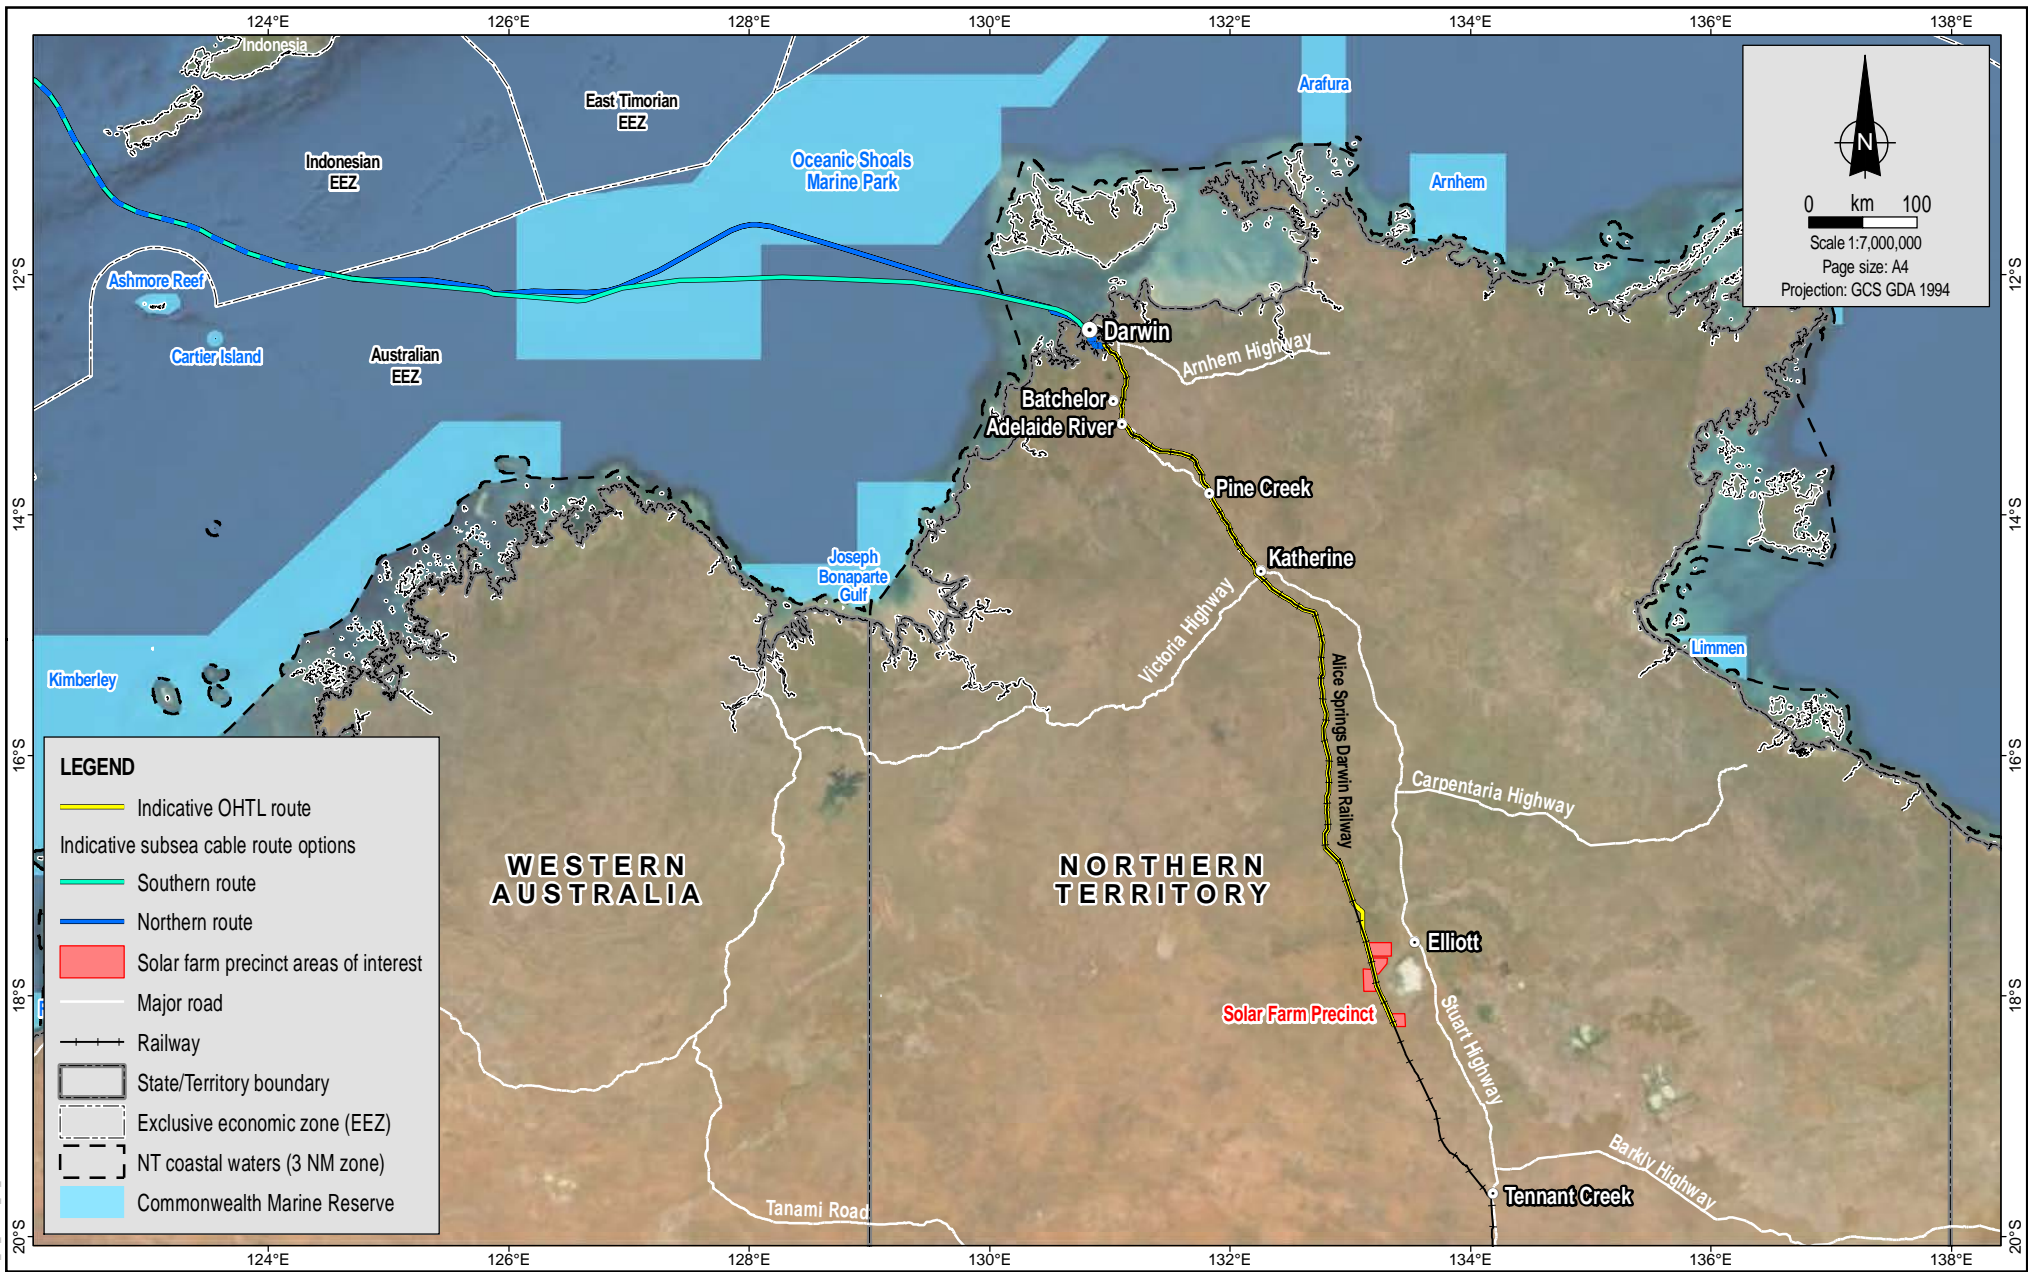 124°E
126°E
128°E
130°E
132°E
134°E
136°E
138°E
Indonesia
East Timorian
EEZ
Arafura
N
0 km 100
Scale 1:7,000,000
Page size: A4
Projection: GCS GDA 1994
Indonesian
EEZ
Oceanic Shoals
Marine Park
Arnhem
12°S
12°S
Ashmore Reef
Cartier Island
Australian
EEZ
Darwin
Arnhem Highway
Batchelor
Adelaide River
Pine Creek
14°S
14°S
Joseph
Bonaparte
Gulf
Katherine
Victoria Highway
Kimberley
Limmen
Alice Springs Darwin Railway
16°S
16°S
Carpentaria Highway
WESTERN
AUSTRALIA
NORTHERN
TERRITORY
Elliott
Solar Farm Precinct
Stuart Highway
18°S
18°S
Barkly Highway
Tennant Creek
Tanami Road
20°S
20°S
LEGEND
Indicative OHTL route
Indicative subsea cable route options
Southern route
Northern route
Solar farm precinct areas of interest
Major road
Railway
State/Territory boundary
Exclusive economic zone (EEZ)
NT coastal waters (3 NM zone)
Commonwealth Marine Reserve
124°E
126°E
128°E
130°E
132°E
134°E
136°E
138°E